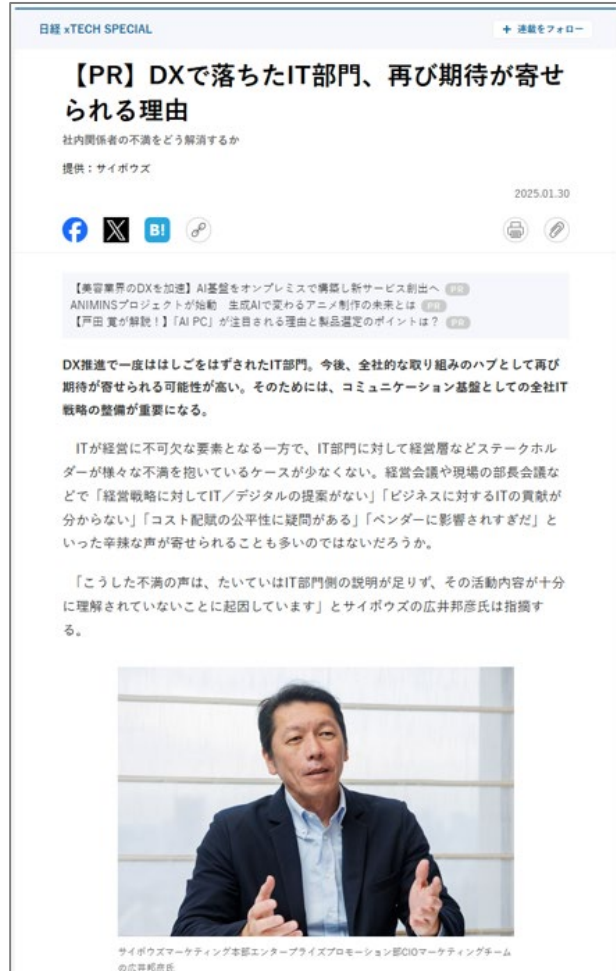 日経 xTECH SPECIAL
+ 連載をフォロー
【PR】DXで落ちたIT部門、再び期待が寄せ
られる理由
社内関係者の不満をどう解消するか
提供：サイボウズ
2025.01.30
B!
【美容業界のDXを加速】AI基盤をオンプレミスで構築し新サービス創出へ PR
ANIMINSプロジェクトが始動　生成AIで変わるアニメ制作の未来とは PR
【戸田 覚が解説！】「AI PC」が注目される理由と製品選定のポイントは？ PR
DX推進で一度ははしごをはずされたIT部門。今後、全社的な取り組みのハブとして再び
期待が寄せられる可能性が高い。そのためには、コミュニケーション基盤としての全社IT
戦略の整備が重要になる。
ITが経営に不可欠な要素となる一方で、IT部門に対して経営層などステークホル
ダーが様々な不満を抱いているケースが少なくない。経営会議や現場の部長会議な
どで「経営戦略に対してIT／デジタルの提案がない」「ビジネスに対するITの貢献が
分からない」「コスト配賦の公平性に疑問がある」「ベンダーに影響されすぎだ」と
いった辛辣な声が寄せられることも多いのではないだろうか。
「こうした不満の声は、たいていはIT部門側の説明が足りず、その活動内容が十分
に理解されていないことに起因しています」とサイボウズの広井邦彦氏は指摘す
る。
サイボウズマーケティング本部エンタープライズプロモーション部CIOマーケティングチーム
の広井邦彦氏